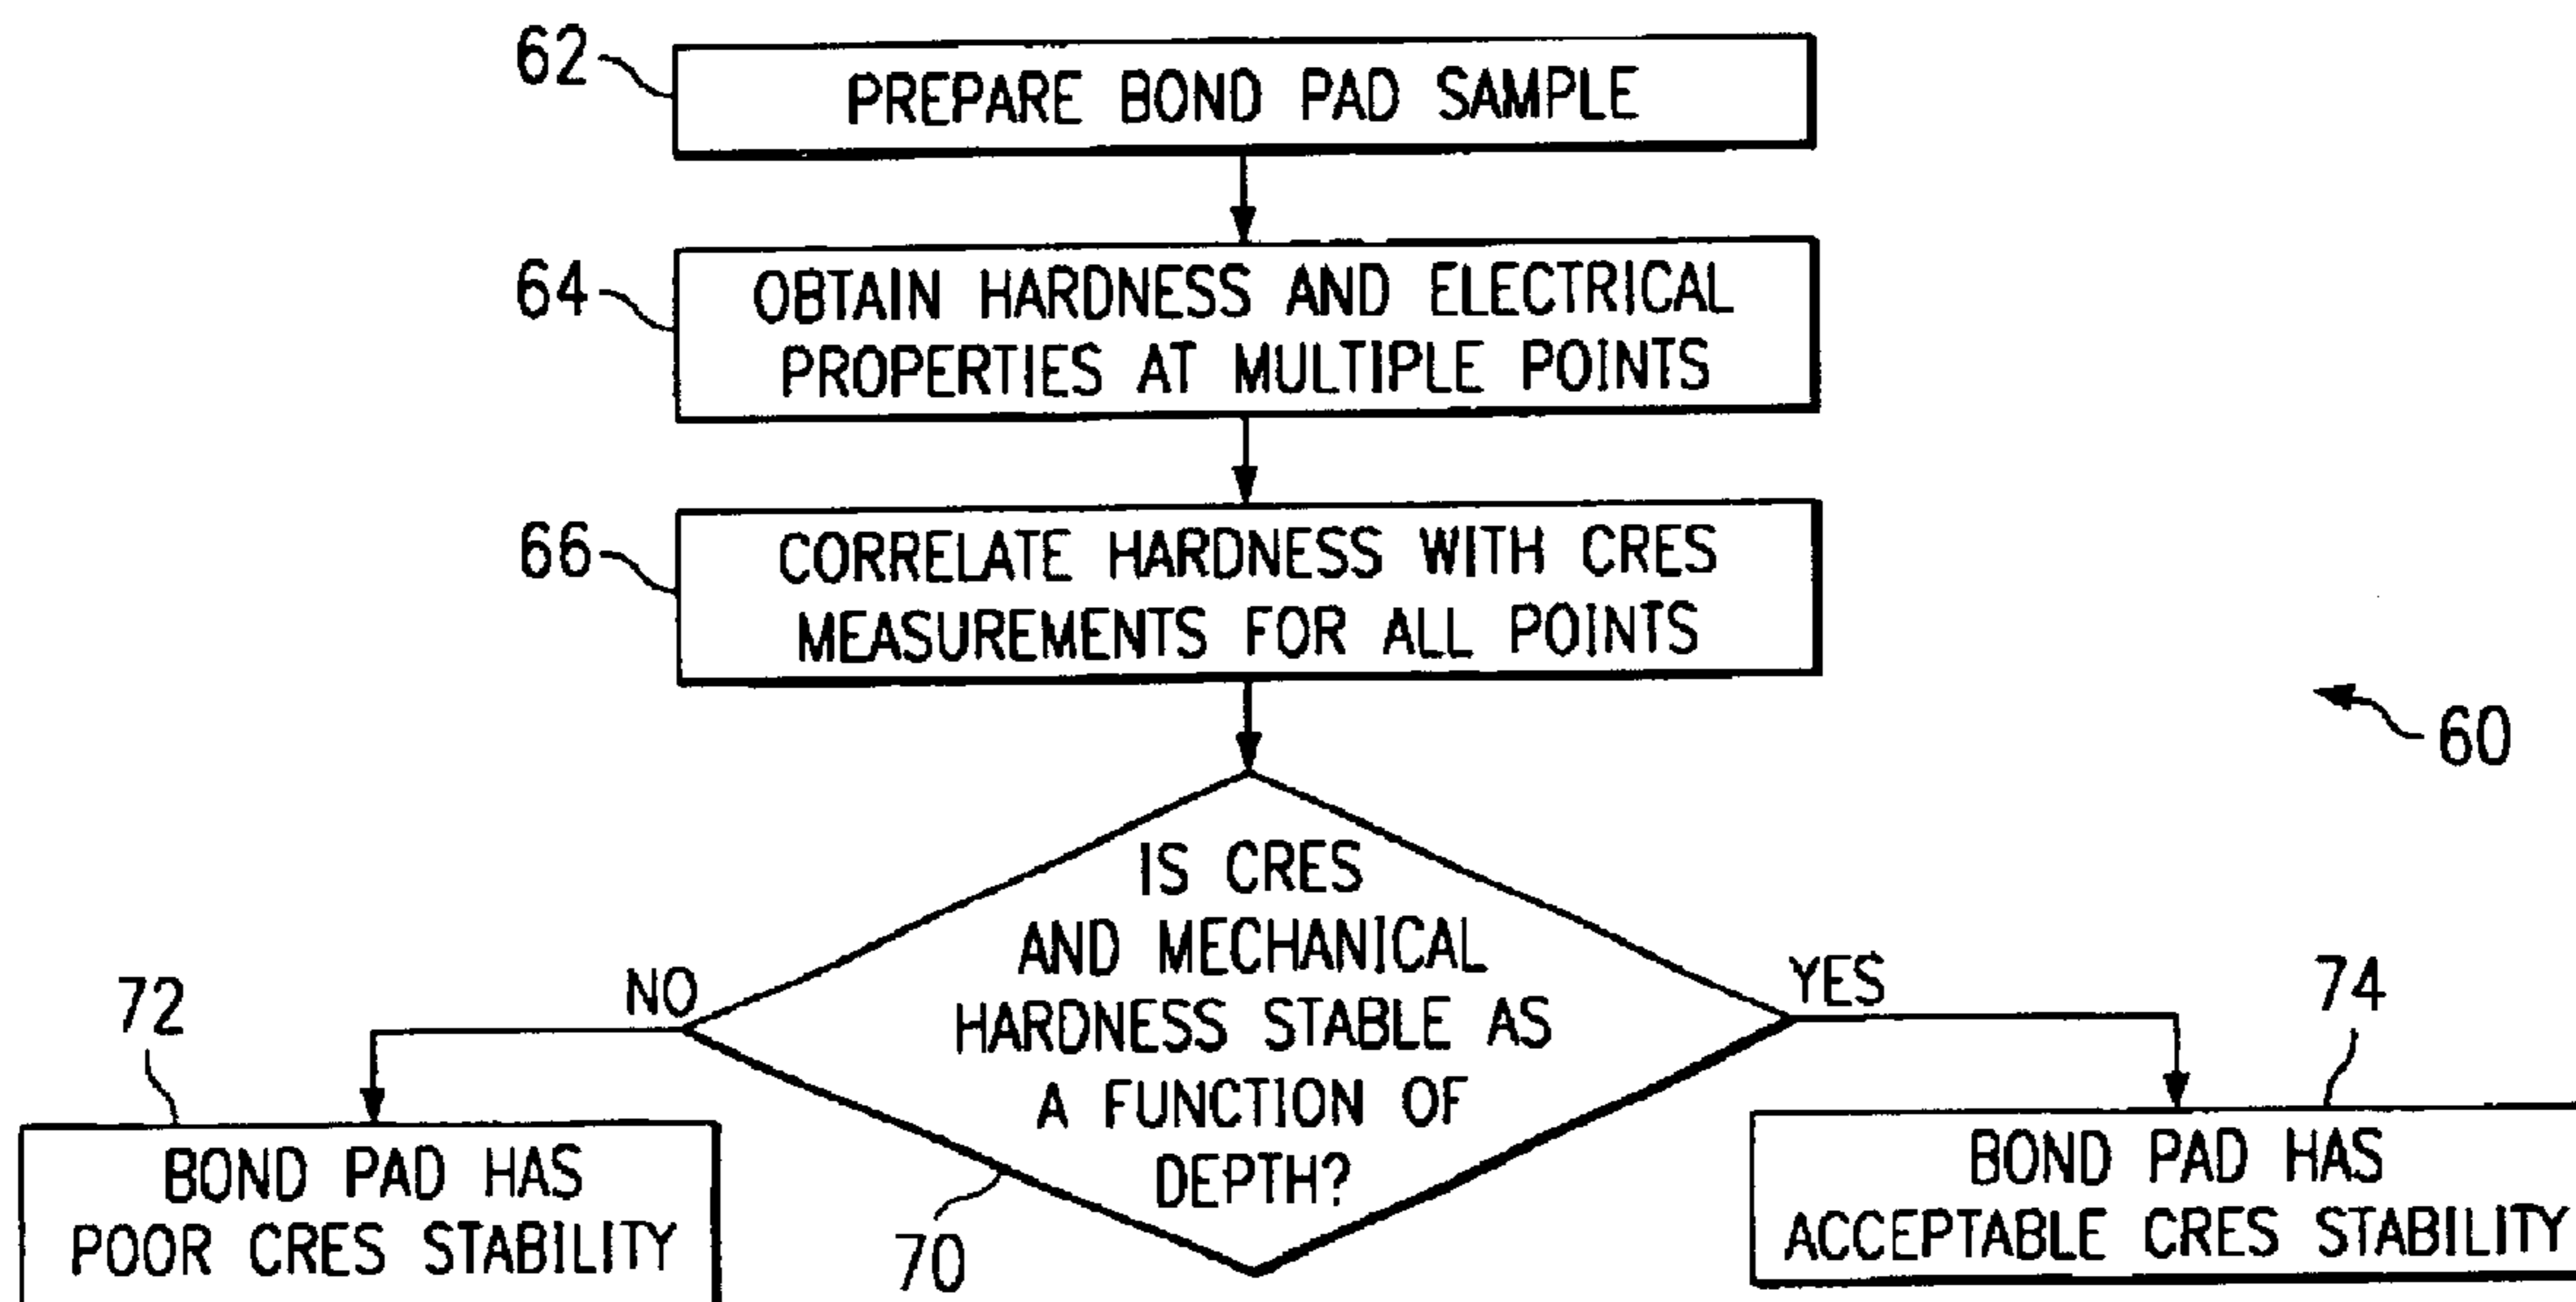 62
PREPARE BOND PAD SAMPLE
64
OBTAIN HARDNESS AND ELECTRICAL
PROPERTIES AT MULTIPLE POINTS
66
CORRELATE HARDNESS WITH CRES
MEASUREMENTS FOR ALL POINTS
60
IS CRES
AND MECHANICAL
HARDNESS STABLE AS
A FUNCTION OF
DEPTH?
70
NO
YES
72
BOND PAD HAS
POOR CRES STABILITY
74
BOND PAD HAS
ACCEPTABLE CRES STABILITY